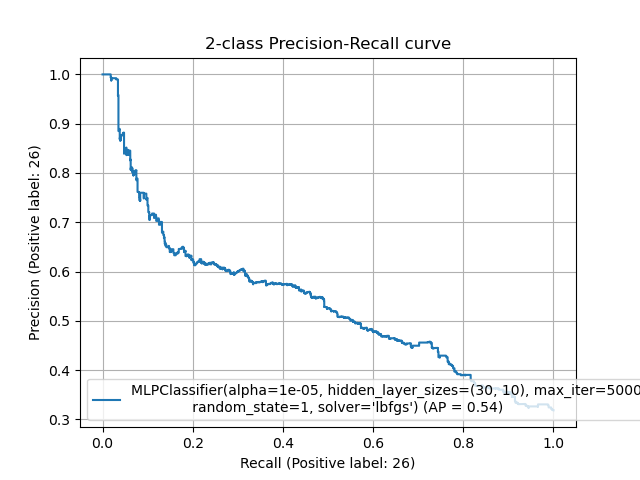 2-class Precision-Recall curve
1.0
0.9
0.8
0.7
0.6
0.5
0.4
0.3
Precision (Positive label: 26)
MLPClassifier(alpha=1e-05, hidden_layer_sizes=(30, 10), max_iter=5000
random_state=1, solver='lbfgs') (AP = 0.54)
0.0 0.2 0.4 0.6 0.8 1.0
Recall (Positive label: 26)